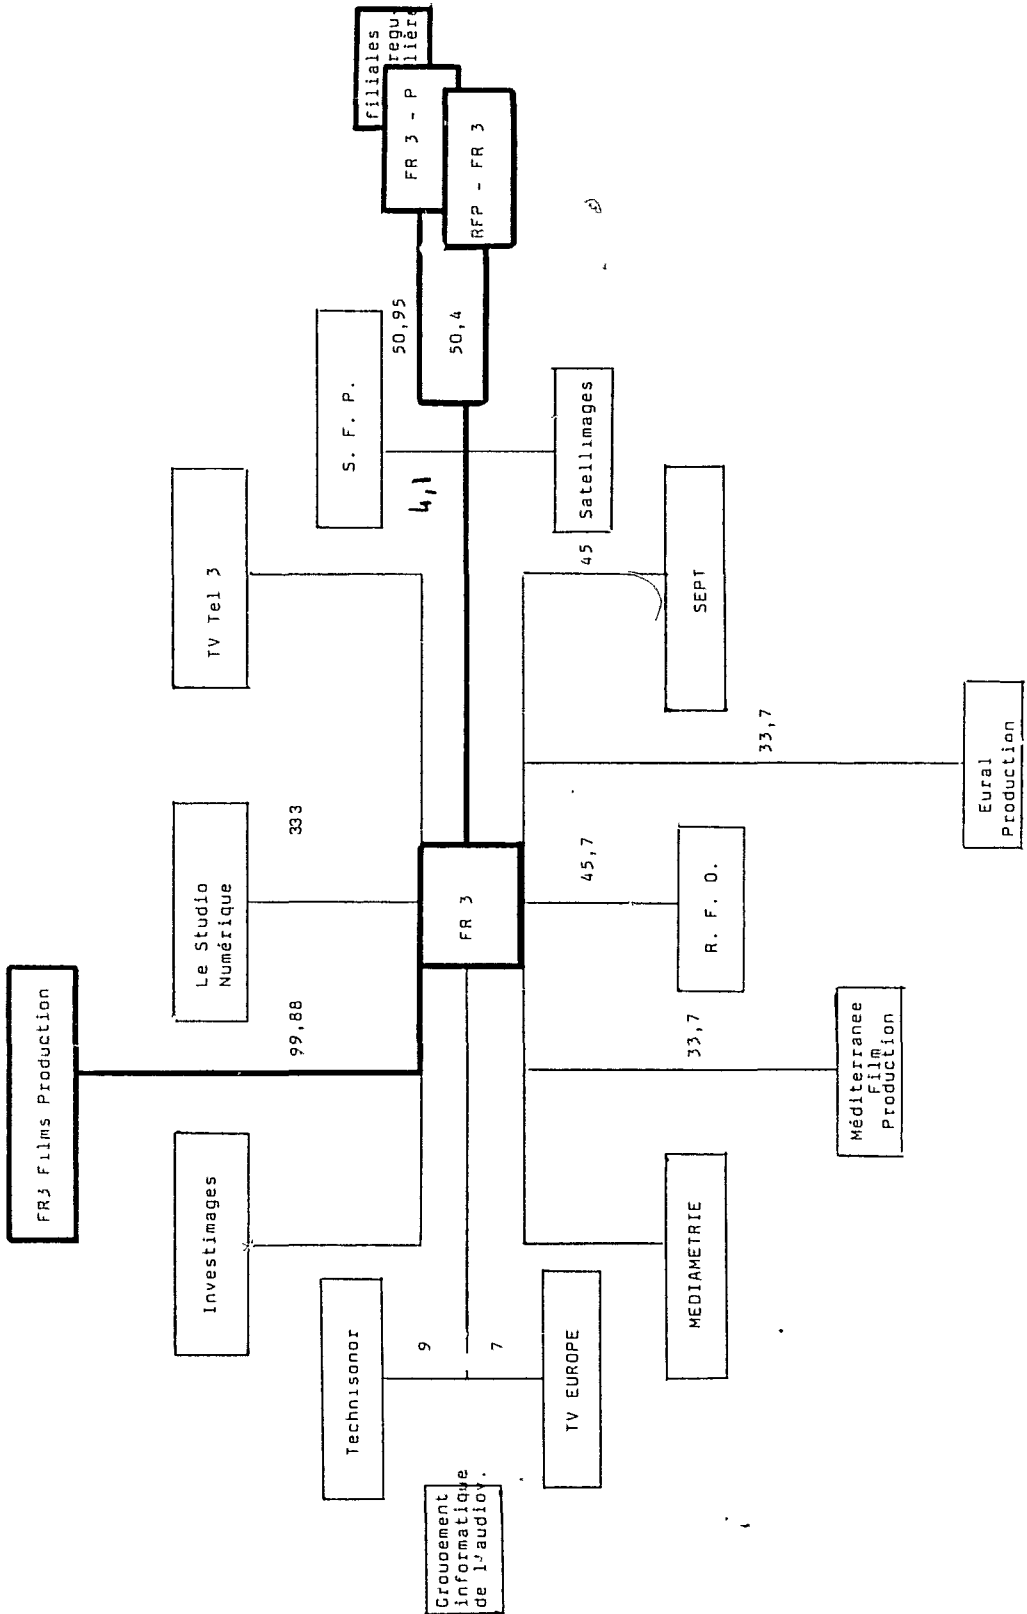 FR3 Films Production
Investimages
Le Studio
Numérique
TV Tel 3
99,88
333
Technisonor
S. F. P.
filiales
regu
lière
FR 3 - P
50,95
50,4
RFP - FR 3
4,1
9
7
FR 3
Groupement
informatique
de l'audiov.
TV EUROPE
45
Satellimages
45,7
33,7
33,7
MEDIAMETRIE
R. F. O.
SEPT
Méditerranee
Film
Production
Eural
Production